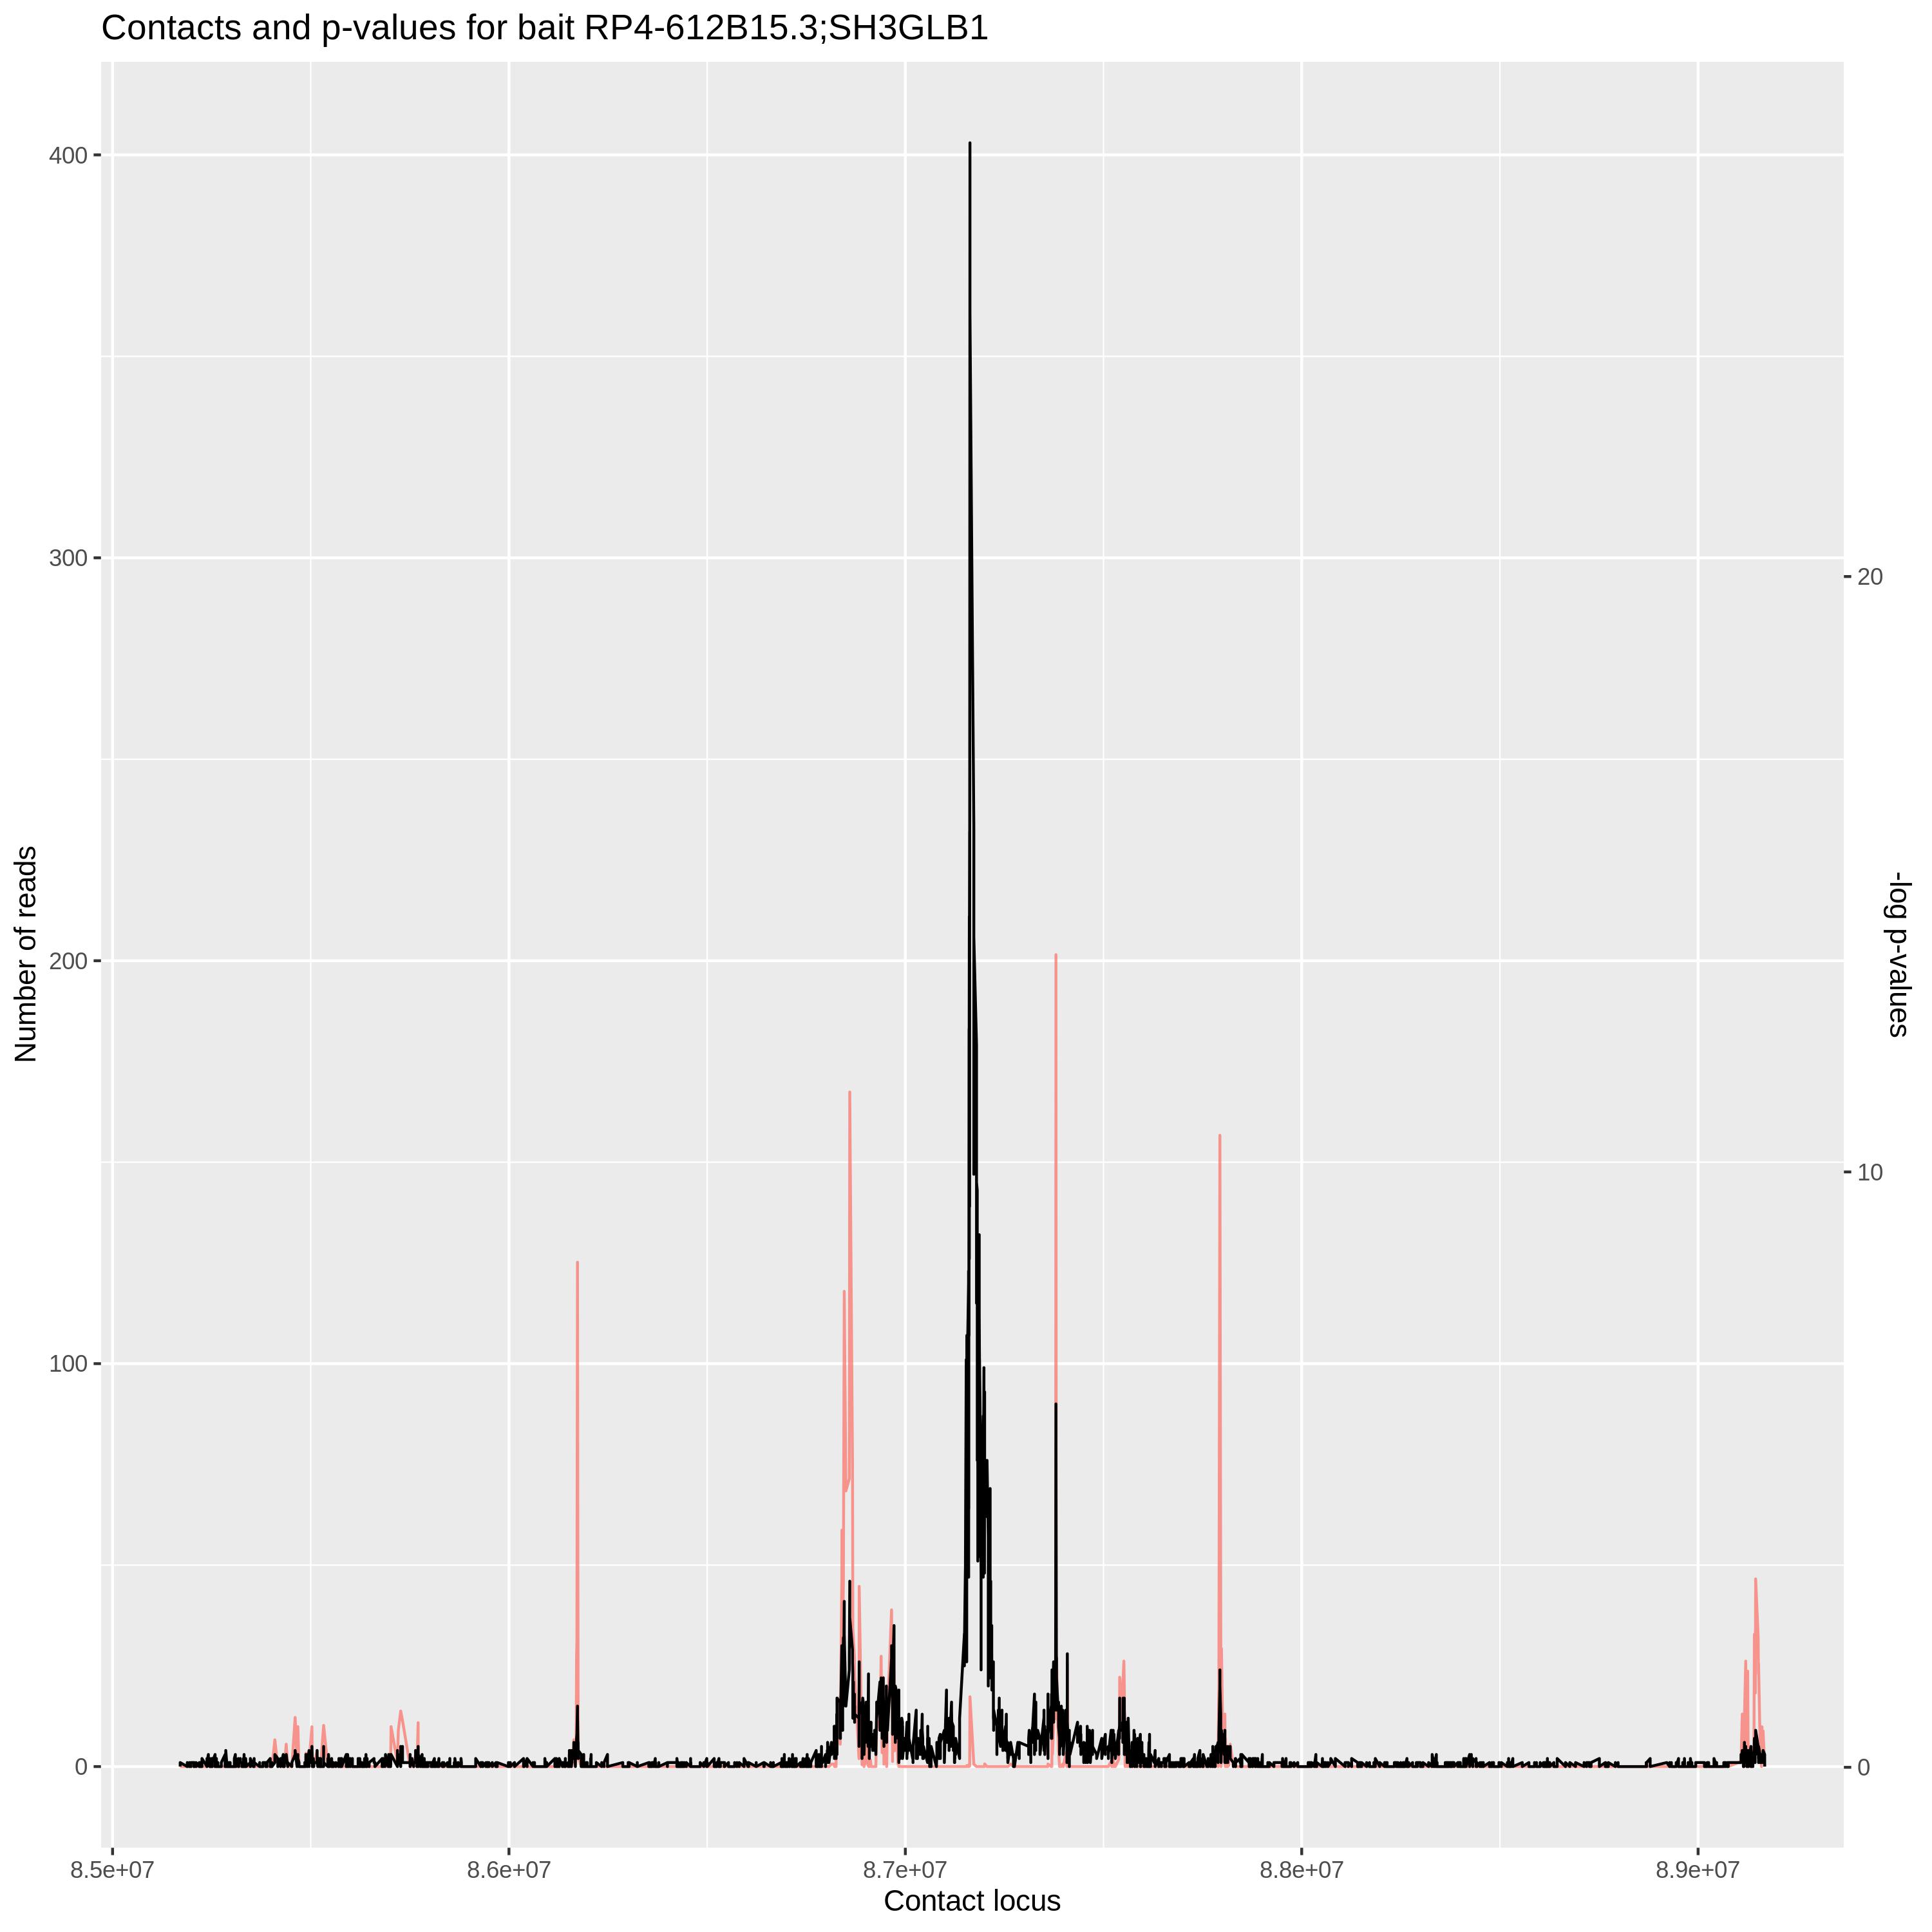 Contacts and p-values for bait RP4-612B15.3;SH3GLB1
400
300
200
100
0
Number of reads
20
10
0
-log p-values
8.5e+07
8.6e+07
8.7e+07
8.8e+07
8.9e+07
Contact locus